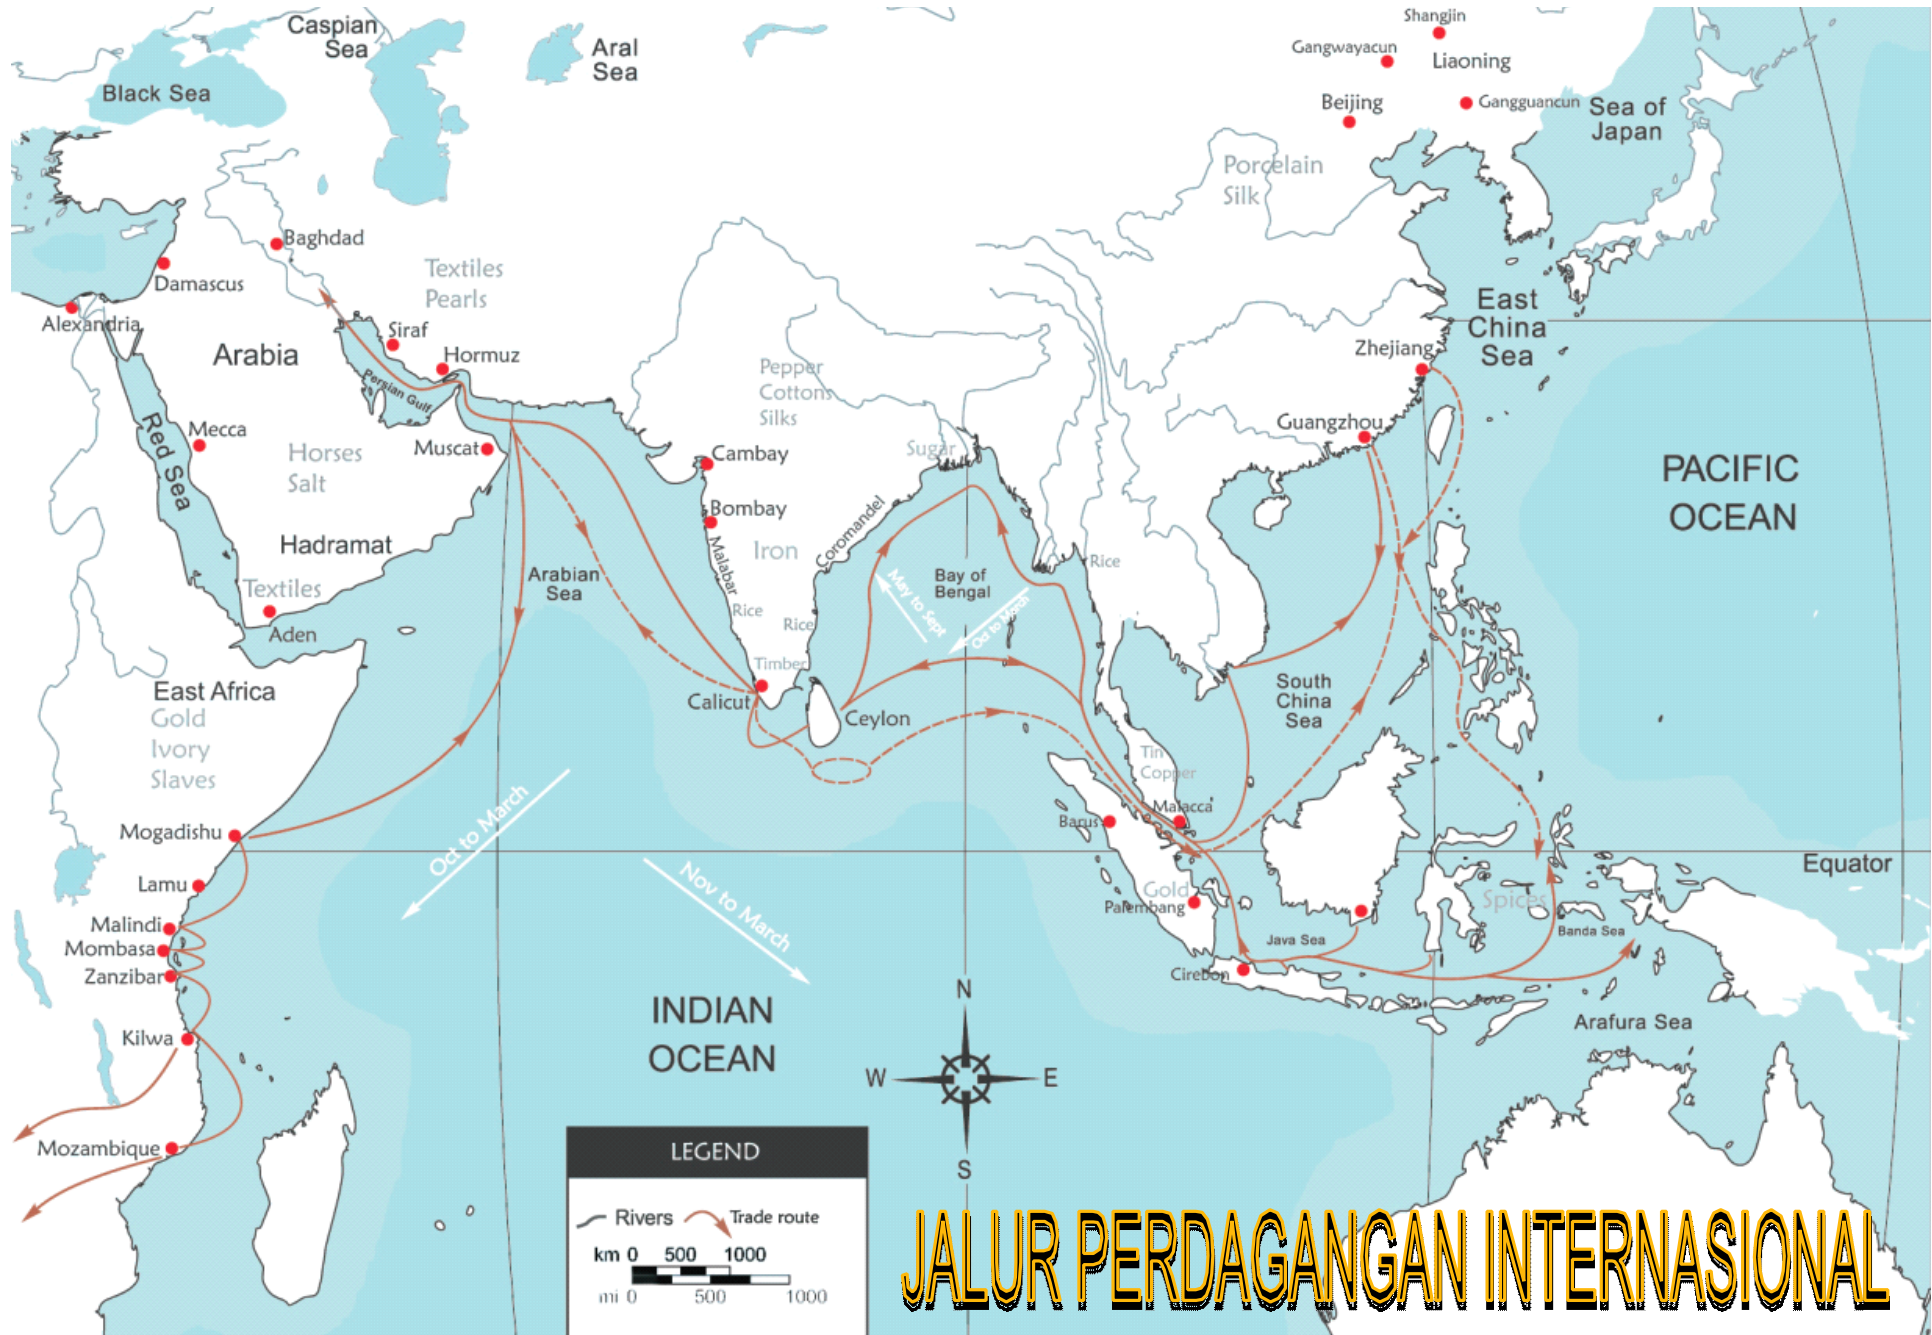 Caspian
Sea
Aral
Sea
Black Sea
Shangjin
Gangwayacun
Liaoning
Beijing
Gangguancun
Sea of
Japan
Porcelain
Silk
Baghdad
Damascus
Alexandria
Textiles
Pearls
Siraf
Hormuz
Arabia
Persian Gulf
Red Sea
Mecca
Horses
Salt
Muscat
Hadramat
Textiles
Aden
Pepper
Cottons
Silks
Sugar
Cambay
Bombay
Malabar
Iron
Coromandel
Rice
Rice
Timber
Calicut
Ceylon
Arabian
Sea
Bay of
Bengal
May to Sept
Oct to March
Rice
East
China
Sea
Zhejiang
Guangzhou
PACIFIC
OCEAN
South
China
Sea
East Africa
Gold
Ivory
Slaves
Mogadishu
Lamu
Malindi
Mombasa
Zanzibar
Kilwa
Mozambique
Oct to March
Nov to March
Tin
Copper
Malacca
Barus
Gold
Palembang
Java Sea
Cirebon
Spices
Banda Sea
Equator
Arafura Sea
INDIAN
OCEAN
N
W
E
S
LEGEND
Rivers
Trade route
km 0 500 1000
mi 0 500 1000
JALUR PERDAGANGAN INTERNASIONAL